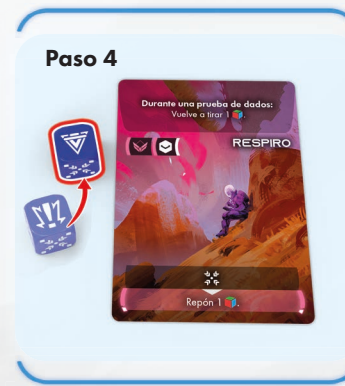 Paso 4
Durante una prueba de dados:
Vuelve a tirar 1
RESPIRO
Repón 1